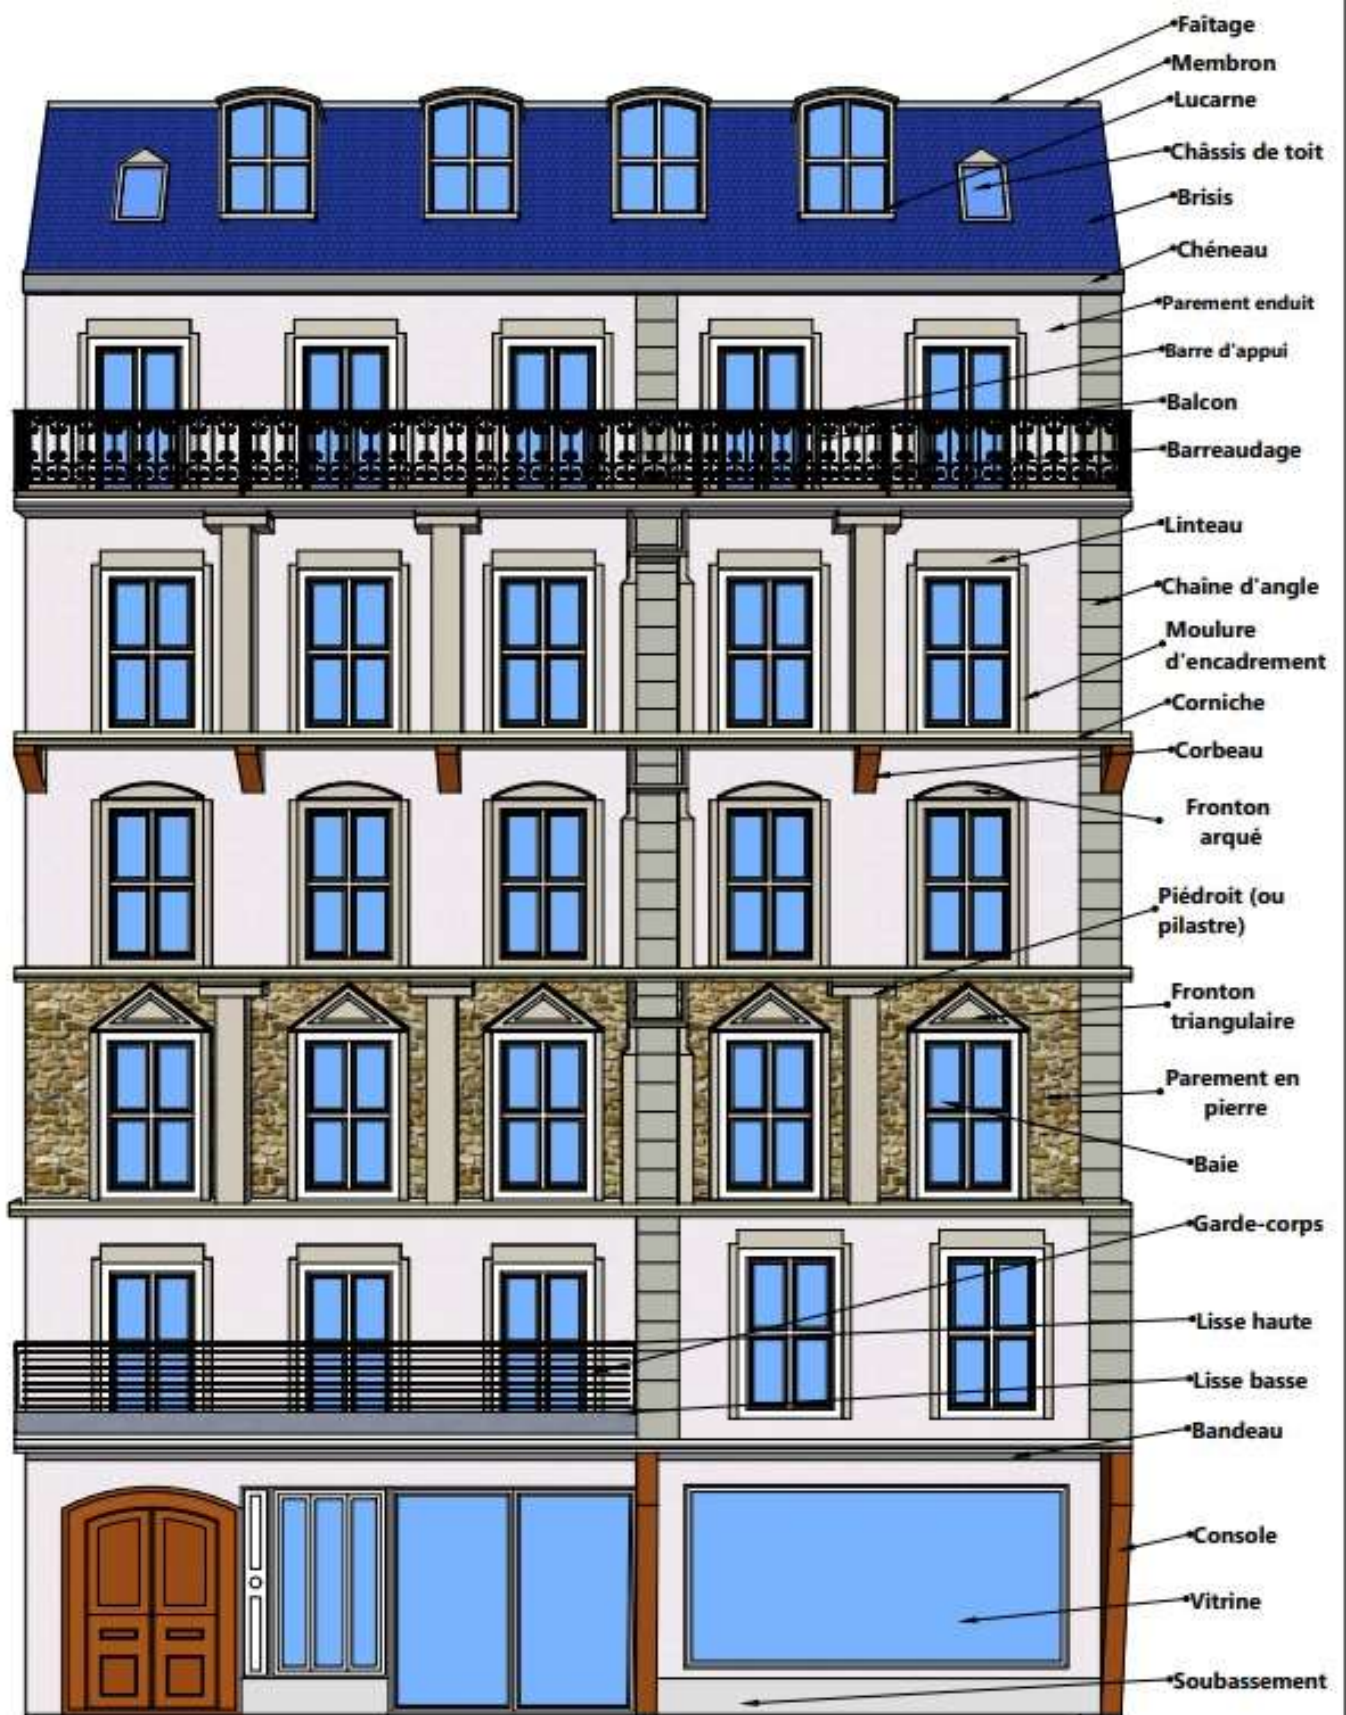 Faîtage
Membron
Lucarne
Châssis de toit
Brisis
Chéneau
Parement enduit
Barre d'appui
Balcon
Barreaudage
Linteau
Chaîne d'angle
Moulure
d'encadrement
Corniche
Corbeau
Fronton
arqué
Piédroit (ou
pilastre)
Fronton
triangulaire
Parement en
pierre
Baie
Garde-corps
Lisse haute
Lisse basse
Bandeau
Console
Vitrine
Soubassement